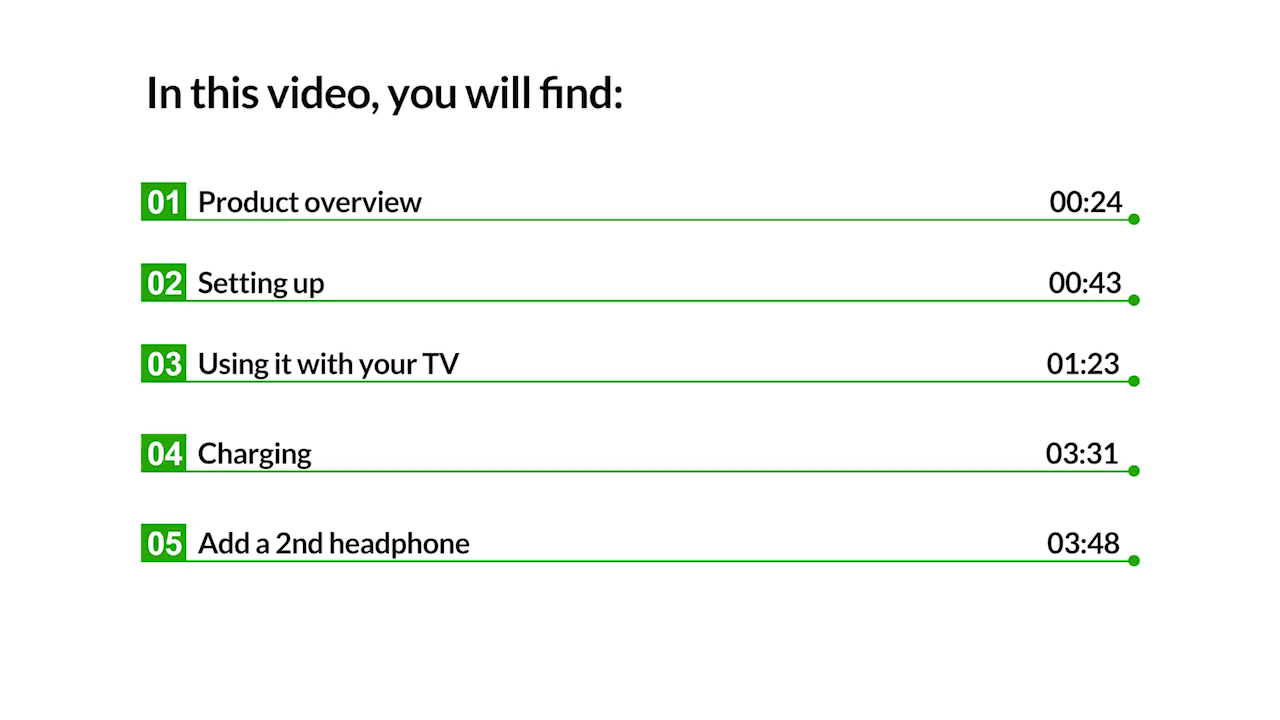 In this video, you will find:
01 Product overview 00:24
02 Setting up 00:43
03 Using it with your TV 01:23
04 Charging 03:31
05 Add a 2nd headphone 03:48